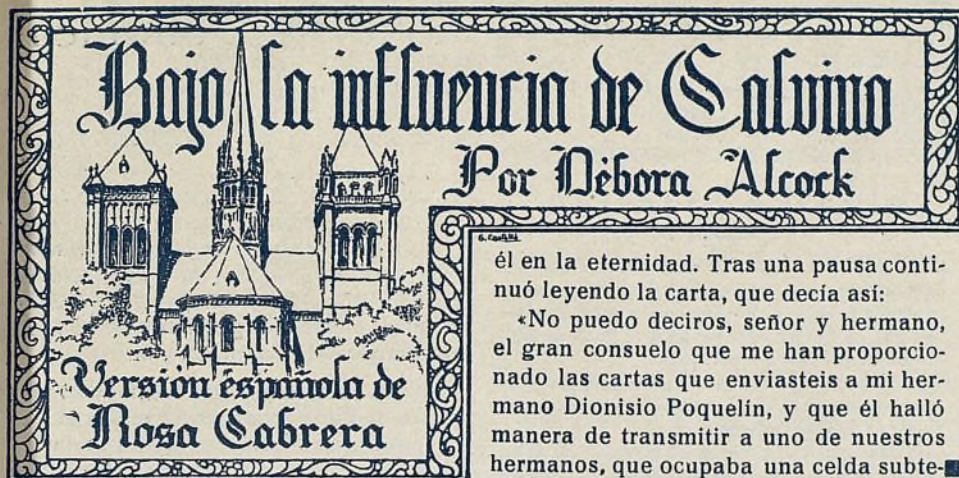 Bajo la influencia de Calvino
Por Débora Alcock
Versión española de
Rosa Cabrera
él en la eternidad. Tras una pausa conti-
nuó leyendo la carta, que decía así:
«No puedo deciros, señor y hermano,
el gran consuelo que me han proporcio-
nado las cartas que enviasteis a mi her-
mano Dionisio Poquelín, y que él halló
manera de transmitir a uno de nuestros
hermanos, que ocupaba una celda subte-